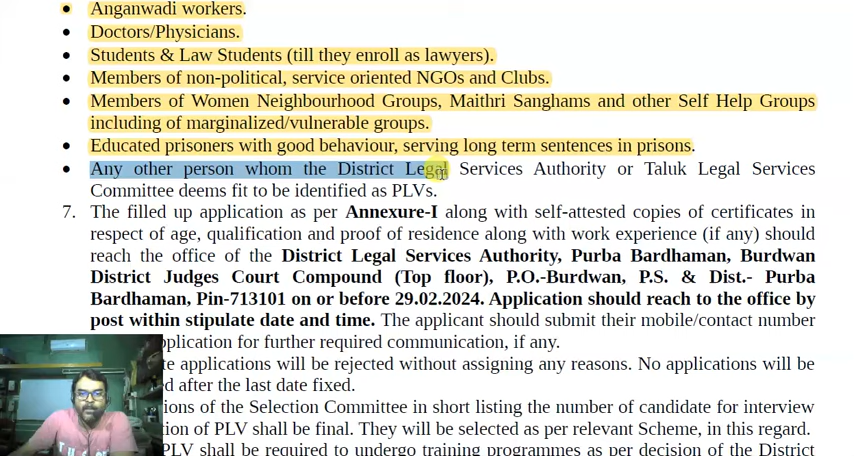 • Anganwadi workers.
• Doctors/Physicians.
• Students & Law Students (till they enroll as lawyers).
• Members of non-political, service oriented NGOs and Clubs.
• Members of Women Neighbourhood Groups, Maithri Sanghams and other Self Help Groups
including of marginalized/vulnerable groups.
• Educated prisoners with good behaviour, serving long term sentences in prisons.
• Any other person whom the District Legal Services Authority or Taluk Legal Services
Committee deems fit to be identified as PLVs.
7. The filled up application as per Annexure-I along with self-attested copies of certificates in
respect of age, qualification and proof of residence along with work experience (if any) should
reach the office of the District Legal Services Authority, Purba Bardhaman, Burdwan
District Judges Court Compound (Top floor), P.O.-Burdwan, P.S. & Dist.- Purba
Bardhaman, Pin-713101 on or before 29.02.2024. Application should reach to the office by
post within stipulate date and time. The applicant should submit their mobile/contact number
application for further required communication, if any.
applications will be rejected without assigning any reasons. No applications will be
after the last date fixed.
of the Selection Committee in short listing the number of candidate for interview
of PLV shall be final. They will be selected as per relevant Scheme, in this regard.
PLV shall be required to undergo training programmes as per decision of the District